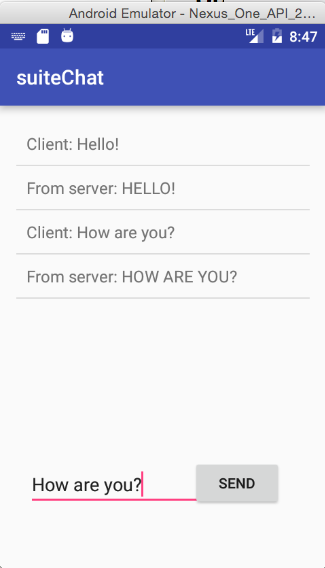 Android Emulator - Nexus_One_API_2...
LTE 8:47
suiteChat
Client: Hello!
From server: HELLO!
Client: How are you?
From server: HOW ARE YOU?
How are you? SEND